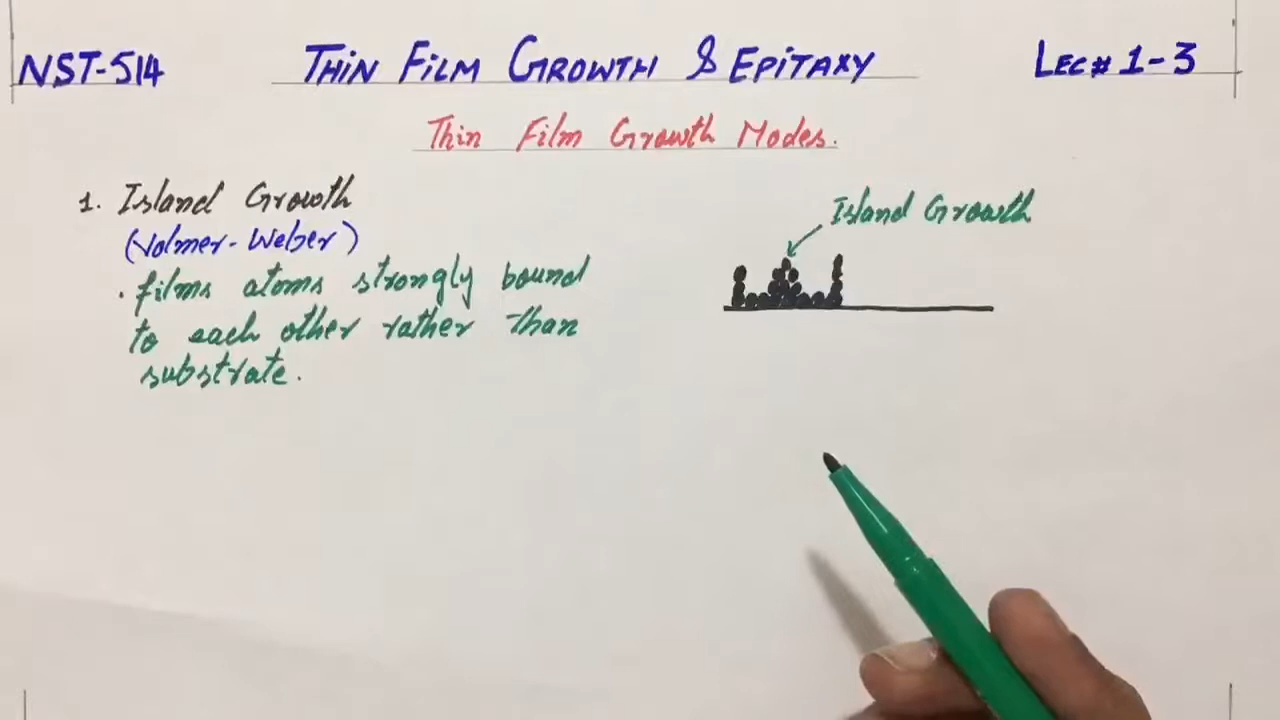 NST-514
THIN FILM GROWTH & EPITAXY
LEC# 1-3
Thin Film Growth Modes.
1. Island Growth
(Volmer-Weber)
. films atoms strongly bound
to each other rather than
substrate.
Island Growth